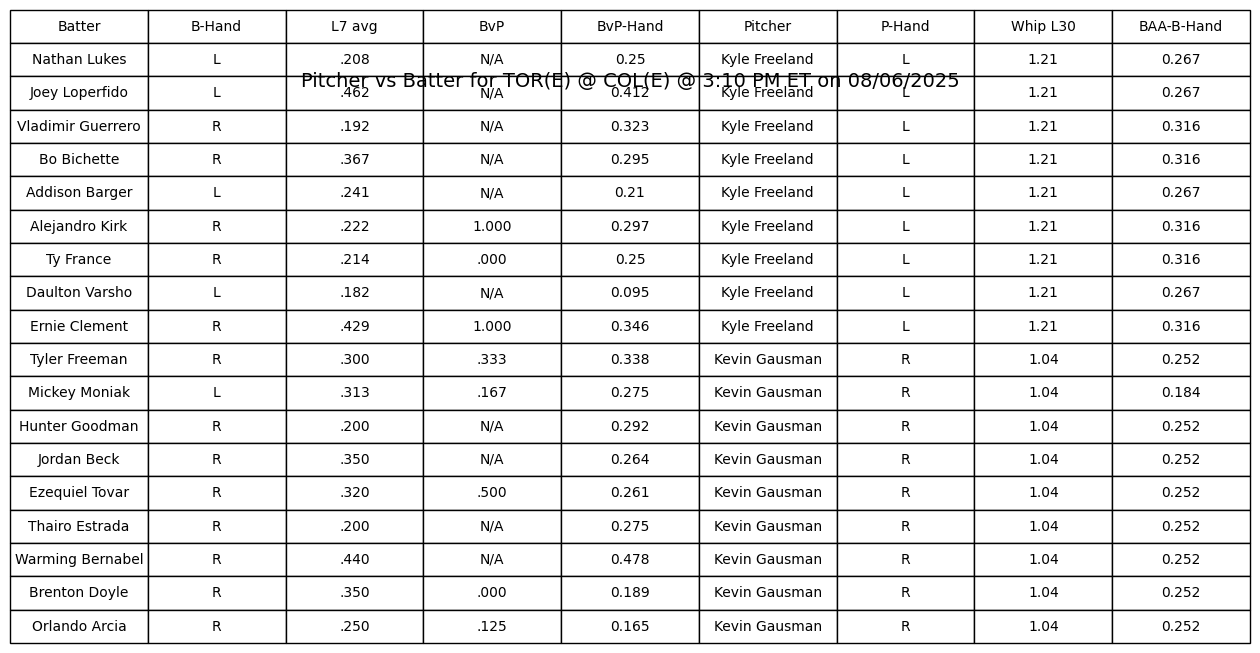 Batter B-Hand L7 avg BvP BvP-Hand Pitcher P-Hand Whip L30 BAA-B-Hand
Nathan Lukes L .208 N/A 0.25 Kyle Freeland L 1.21 0.267
Pitcher vs Batter for TOR(E) @ COL(E) @ 3:10 PM ET on 08/06/2025
Joey Loperfido L .462 N/A 0.412 Kyle Freeland L 1.21 0.267
Vladimir Guerrero R .192 N/A 0.323 Kyle Freeland L 1.21 0.316
Bo Bichette R .367 N/A 0.295 Kyle Freeland L 1.21 0.316
Addison Barger L .241 N/A 0.21 Kyle Freeland L 1.21 0.267
Alejandro Kirk R .222 1.000 0.297 Kyle Freeland L 1.21 0.316
Ty France R .214 .000 0.25 Kyle Freeland L 1.21 0.316
Daulton Varsho L .182 N/A 0.095 Kyle Freeland L 1.21 0.267
Ernie Clement R .429 1.000 0.346 Kyle Freeland L 1.21 0.316
Tyler Freeman R .300 .333 0.338 Kevin Gausman R 1.04 0.252
Mickey Moniak L .313 .167 0.275 Kevin Gausman R 1.04 0.184
Hunter Goodman R .200 N/A 0.292 Kevin Gausman R 1.04 0.252
Jordan Beck R .350 N/A 0.264 Kevin Gausman R 1.04 0.252
Ezequiel Tovar R .320 .500 0.261 Kevin Gausman R 1.04 0.252
Thairo Estrada R .200 N/A 0.275 Kevin Gausman R 1.04 0.252
Warming Bernabel R .440 N/A 0.478 Kevin Gausman R 1.04 0.252
Brenton Doyle R .350 .000 0.189 Kevin Gausman R 1.04 0.252
Orlando Arcia R .250 .125 0.165 Kevin Gausman R 1.04 0.252